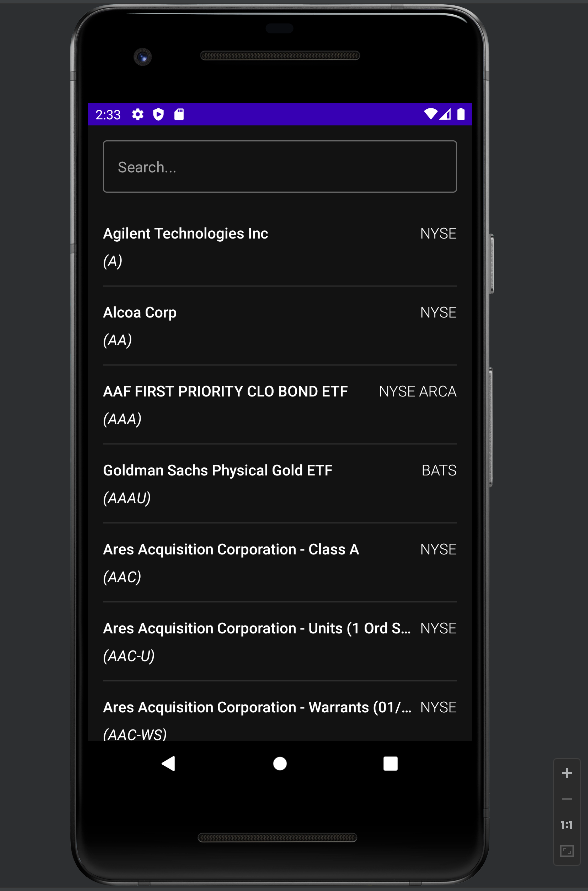 2:33
Search...
Agilent Technologies Inc NYSE
(A)
Alcoa Corp NYSE
(AA)
AAF FIRST PRIORITY CLO BOND ETF NYSE ARCA
(AAA)
Goldman Sachs Physical Gold ETF BATS
(AAAU)
Ares Acquisition Corporation - Class A NYSE
(AAC)
Ares Acquisition Corporation - Units (1 Ord S... NYSE
(AAC-U)
Ares Acquisition Corporation - Warrants (01/... NYSE
(AAC-WS)
1:1